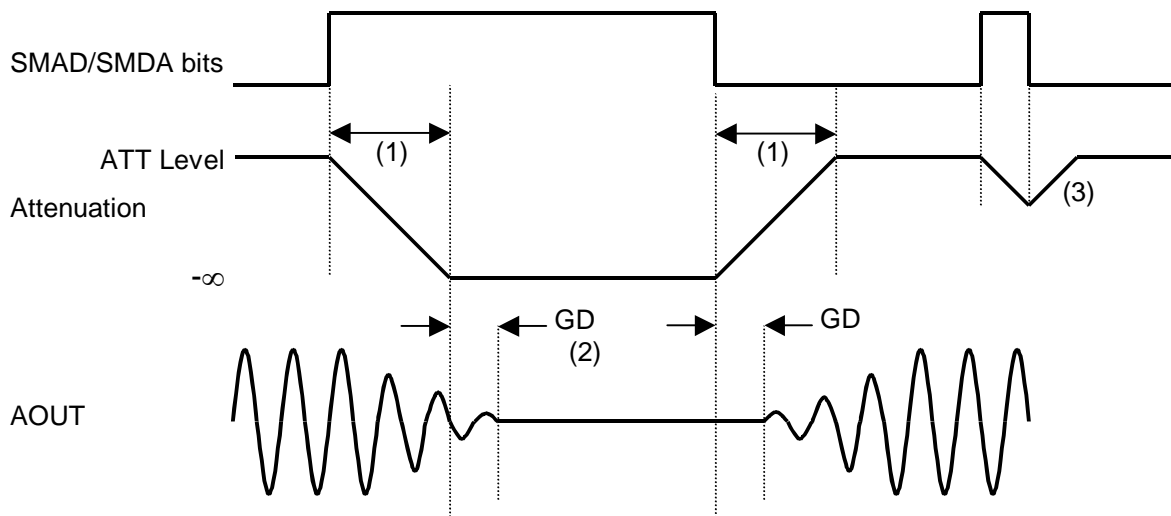 SMAD/SMDA bits
(1)
(1)
ATT Level
(3)
Attenuation
-∞
GD
GD
(2)
AOUT